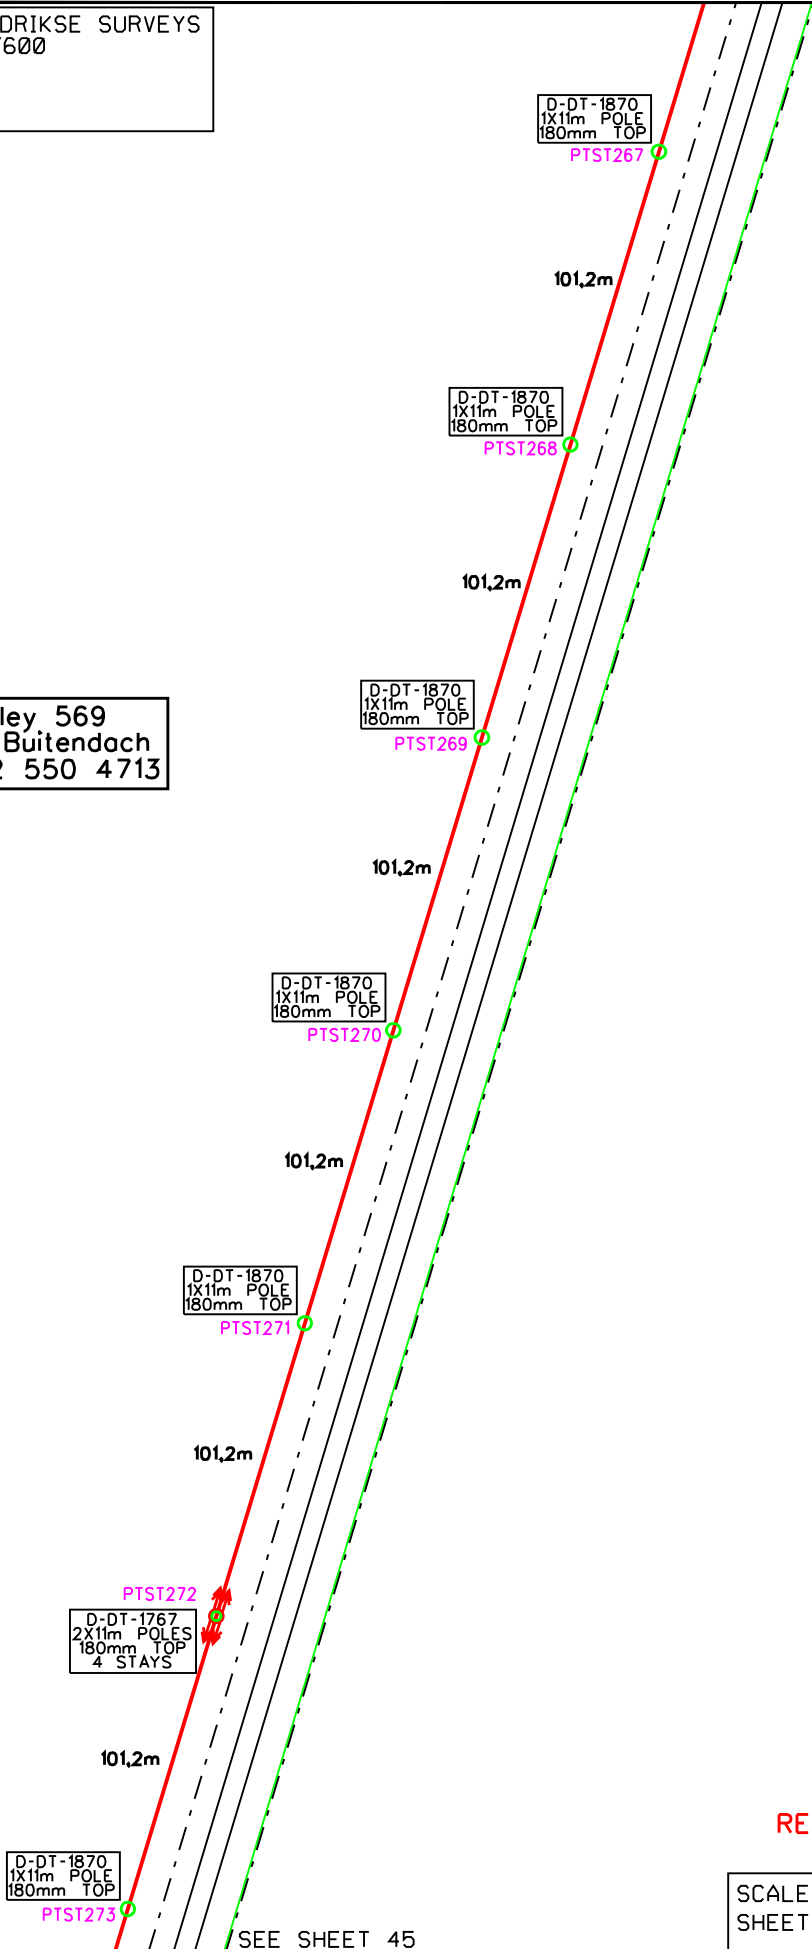 DRIKSE SURVEYS
7600
D-DT-1870
1X11m POLE
180mm TOP
PTST267
101,2m
D-DT-1870
1X11m POLE
180mm TOP
PTST268
101,2m
D-DT-1870
1X11m POLE
180mm TOP
PTST269
ley 569
Buitendach
2 550 4713
101,2m
D-DT-1870
1X11m POLE
180mm TOP
PTST270
101,2m
D-DT-1870
1X11m POLE
180mm TOP
PTST271
101,2m
PTST272
D-DT-1767
2X11m POLES
180mm TOP
4 STAYS
101,2m
RE
D-DT-1870
1X11m POLE
180mm TOP
PTST273
SCALE
SHEET
SEE SHEET 45